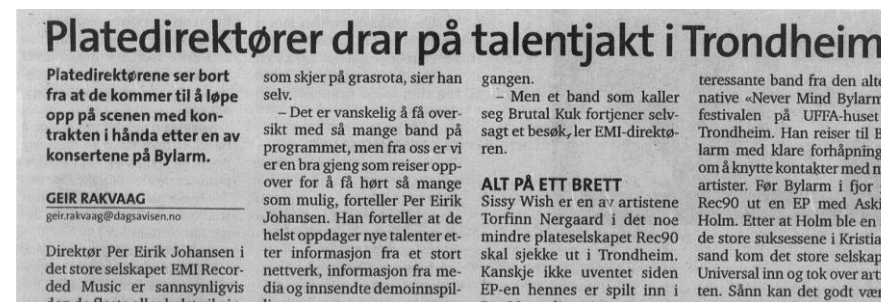 Platedirektører drar på talentjakt i Trondheim
Platedirektørene ser bort
fra at de kommer til å løpe
opp på scenen med kon-
trakten i hånda etter en av
konsertene på Bylarm.
GEIR RAKVAAG
geir.rakvaag@dagsavisen.no
Direktør Per Eirik Johansen i
det store selskapet EMI Recor-
ded Music er sannsynligvis
som skjer på grasrota, sier han
selv.
– Det er vanskelig å få over-
sikt med så mange band på
programmet, men fra oss er vi
er en bra gjeng som reiser opp-
over for å få hørt så mange
som mulig, forteller Per Eirik
Johansen. Han forteller at de
helst oppdager nye talenter et-
ter informasjon fra et stort
nettverk, informasjon fra me-
dia og innsendte demoinnspil-
gangen.
– Men et band som kaller
seg Brutal Kuk fortjener selv-
sagt et besøk, ler EMI-direktø-
ren.
ALT PÅ ETT BRETT
Sissy Wish er en av artistene
Torfinn Nergaard i det noe
mindre plateselskapet Rec90
skal sjekke ut i Trondheim.
Kanskje ikke uventet siden
EP-en hennes er spilt inn i
teressante band fra den alte
native «Never Mind Bylarm
festivalen på UFFA-huset
Trondheim. Han reiser til B
larm med klare forhåpning
om å knytte kontakter med n
artister. Før Bylarm i fjor
Rec90 ut en EP med Aski
Holm. Etter at Holm ble en
de store suksessene i Kristia
sand kom det store selskap
Universal inn og tok over art
ten. Sånn kan det godt vær